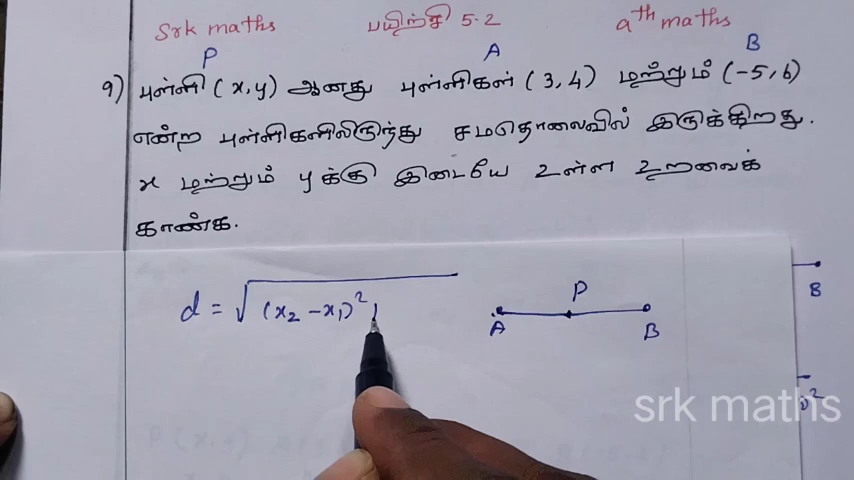 Srk maths பயிற்சி 5.2 9th maths
P A B
9) புள்ளி (x,y) ஆனது புள்ளிகள் (3,4) மற்றும் (-5,6)
என்ற புள்ளிகளிலிருந்து சமதொலைவில் இருக்கிறது.
x மற்றும் y க்கு இடையே உள்ள உறவைக்
காண்க.
d = √(x₂ - x₁)²
P
A B
B
)²
srk maths